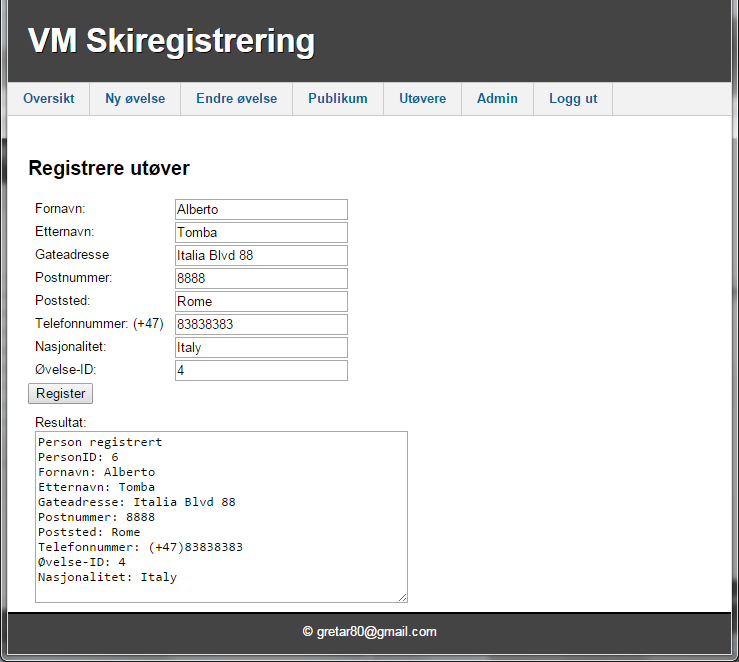 VM Skiregistrering
Oversikt Ny øvelse Endre øvelse Publikum Utøvere Admin Logg ut
Registrere utøver
Fornavn: Alberto
Etternavn: Tomba
Gateadresse Italia Blvd 88
Postnummer: 8888
Poststed: Rome
Telefonnummer: (+47) 83838383
Nasjonalitet: Italy
Øvelse-ID: 4
Register
Resultat:
Person registrert
PersonID: 6
Fornavn: Alberto
Etternavn: Tomba
Gateadresse: Italia Blvd 88
Postnummer: 8888
Poststed: Rome
Telefonnummer: (+47)83838383
Øvelse-ID: 4
Nasjonalitet: Italy
© gretar80@gmail.com